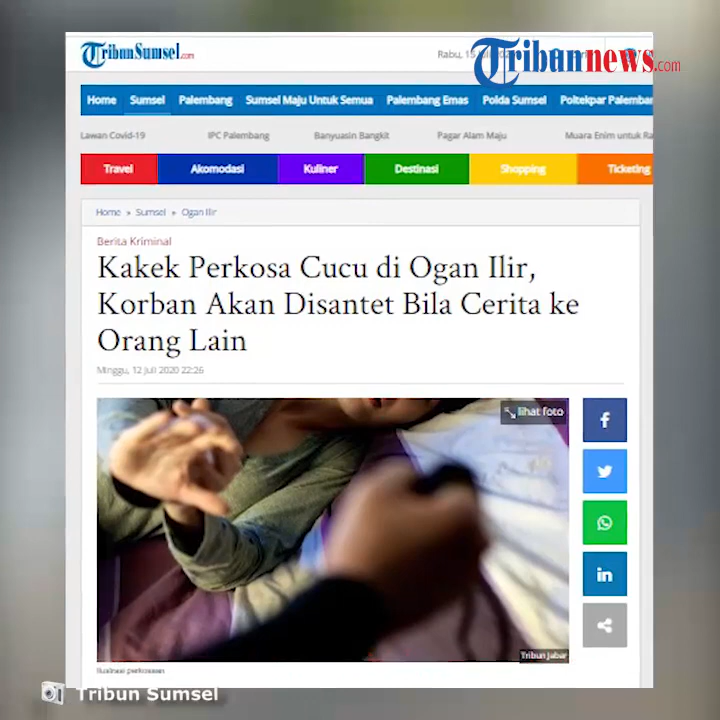 TribunSumsel.com
Rabu, 15
Tribunnews.com
Home Sumsel Palembang Sumsel Maju Untuk Semua Palembang Emas Polda Sumsel Poltekpar Palemban
Lawan Covid-19 IPC Palembang Banyuasin Bangkit Pagar Alam Maju Muara Enim untuk Ra
Travel Akomodasi Kuliner Destinasi Shopping Ticketing
Home » Sumsel » Ogan Ilir
Berita Kriminal
Kakek Perkosa Cucu di Ogan Ilir,
Korban Akan Disantet Bila Cerita ke
Orang Lain
Minggu, 12 Juli 2020 22:26
lihat foto
Tribun Jabar
Ilustrasi perkosaan
Tribun Sumsel